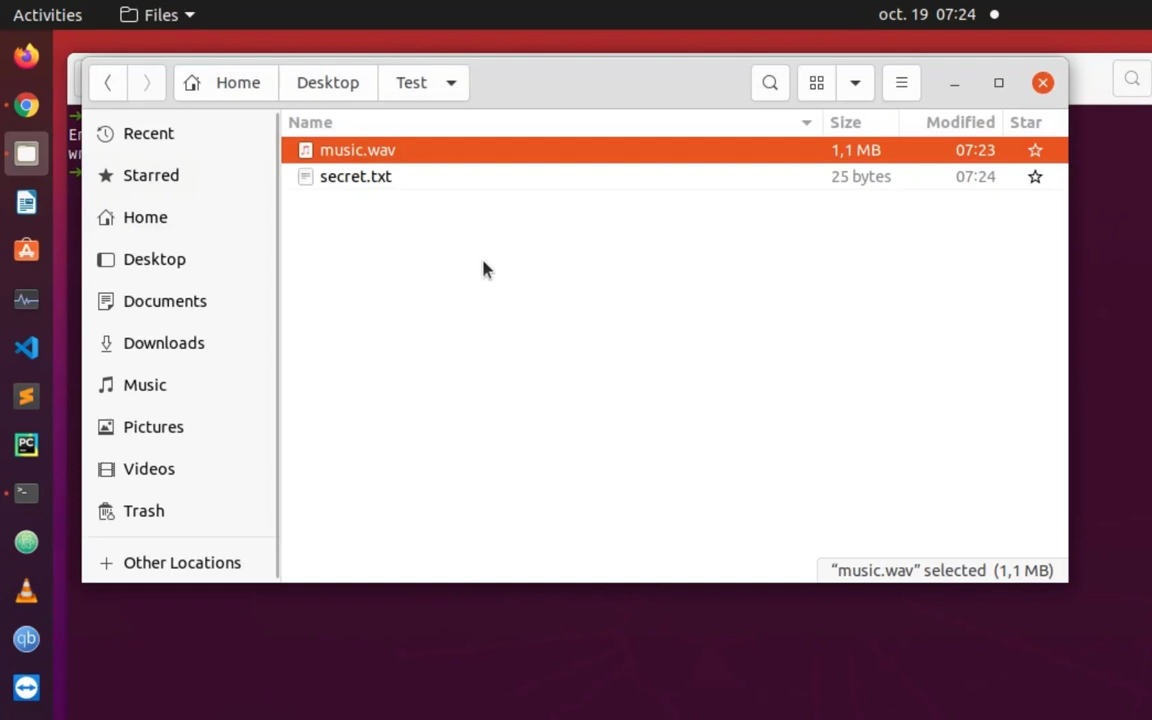 Activities Files oct. 19 07:24
Home Desktop Test
Name Size Modified Star
music.wav 1,1 MB 07:23
secret.txt 25 bytes 07:24
Recent
Starred
Home
Desktop
Documents
Downloads
Music
Pictures
Videos
Trash
+ Other Locations
“music.wav” selected (1,1 MB)
PC
>_
qb